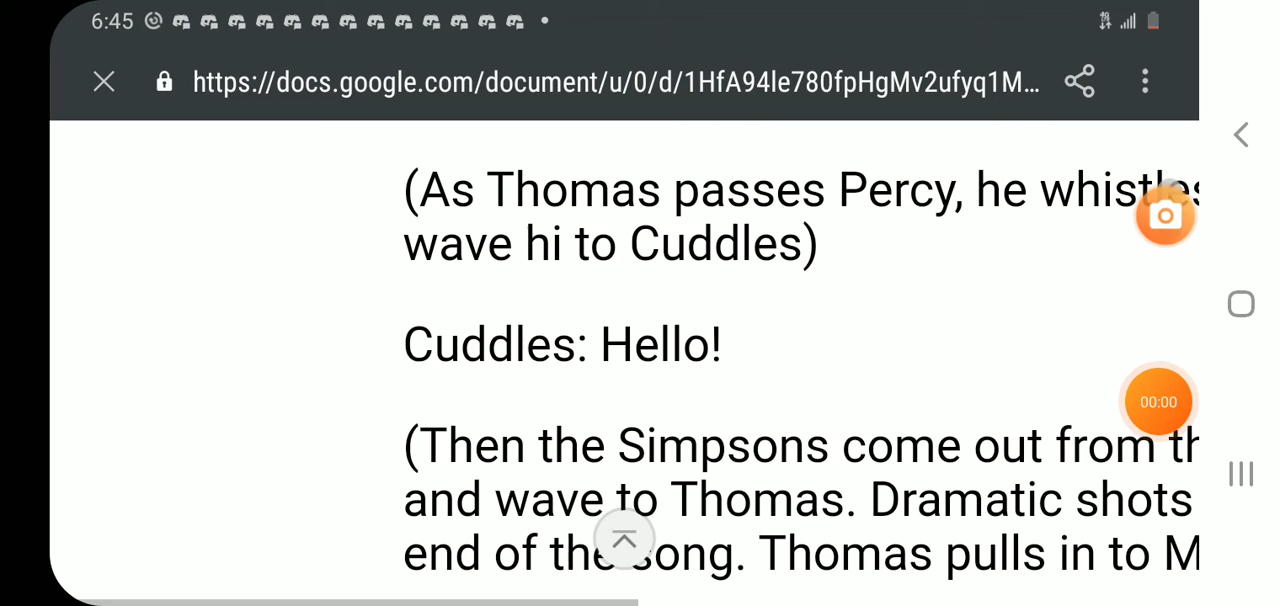 6:45
https://docs.google.com/document/u/0/d/1HfA94le780fpHgMv2ufyq1M...
(As Thomas passes Percy, he whistles
wave hi to Cuddles)
Cuddles: Hello!
00:00
(Then the Simpsons come out from th
and wave to Thomas. Dramatic shots
end of the song. Thomas pulls in to M